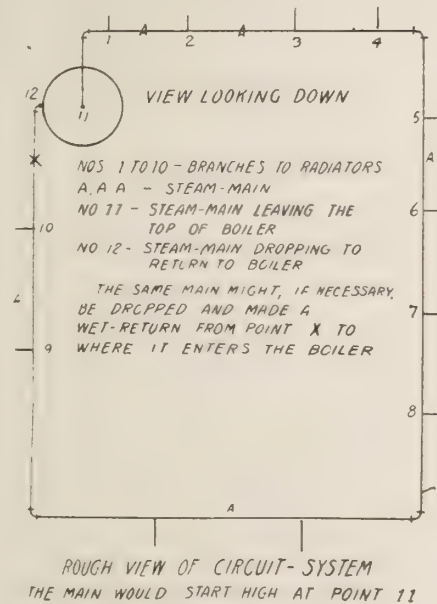 1 A 2 A 3 4
12
11
VIEW LOOKING DOWN
5
A
NOS 1 TO 10 - BRANCHES TO RADIATORS
A, A A - STEAM-MAIN
6
NO 11 - STEAM-MAIN LEAVING THE
10
TOP OF BOILER
NO 12 - STEAM-MAIN DROPPING TO
RETURN TO BOILER
THE SAME MAIN MIGHT, IF NECESSARY,
BE DROPPED AND MADE A
7
WET-RETURN FROM POINT X TO
9
WHERE IT ENTERS THE BOILER
8
A
ROUGH VIEW OF CIRCUIT-SYSTEM
THE MAIN WOULD START HIGH AT POINT 11